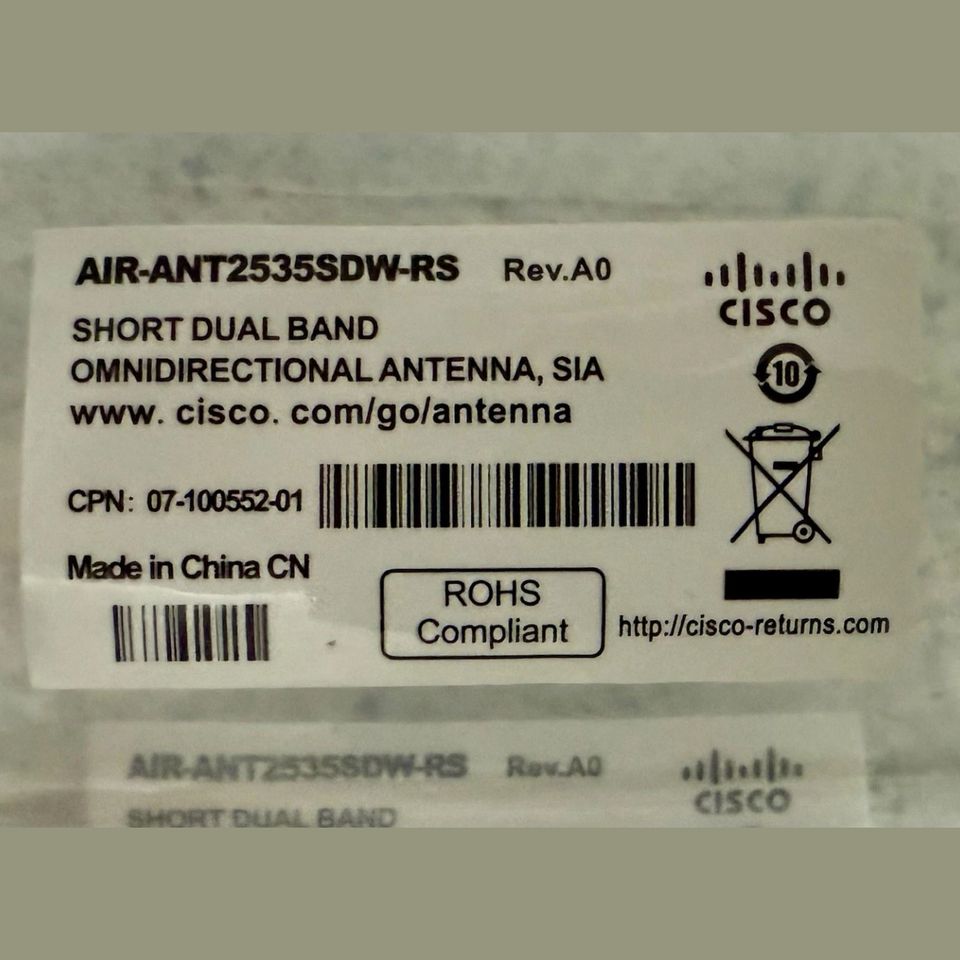 AIR-ANT2535SDW-RS Rev.A0
CISCO
SHORT DUAL BAND
OMNIDIRECTIONAL ANTENNA, SIA
www. cisco. com/go/antenna
10
CPN: 07-100552-01
Made in China CN
ROHS
Compliant
http://cisco-returns.com
AIR-ANT2535SDW-RS Rev.A0
CISCO
SHORT DUAL BAND